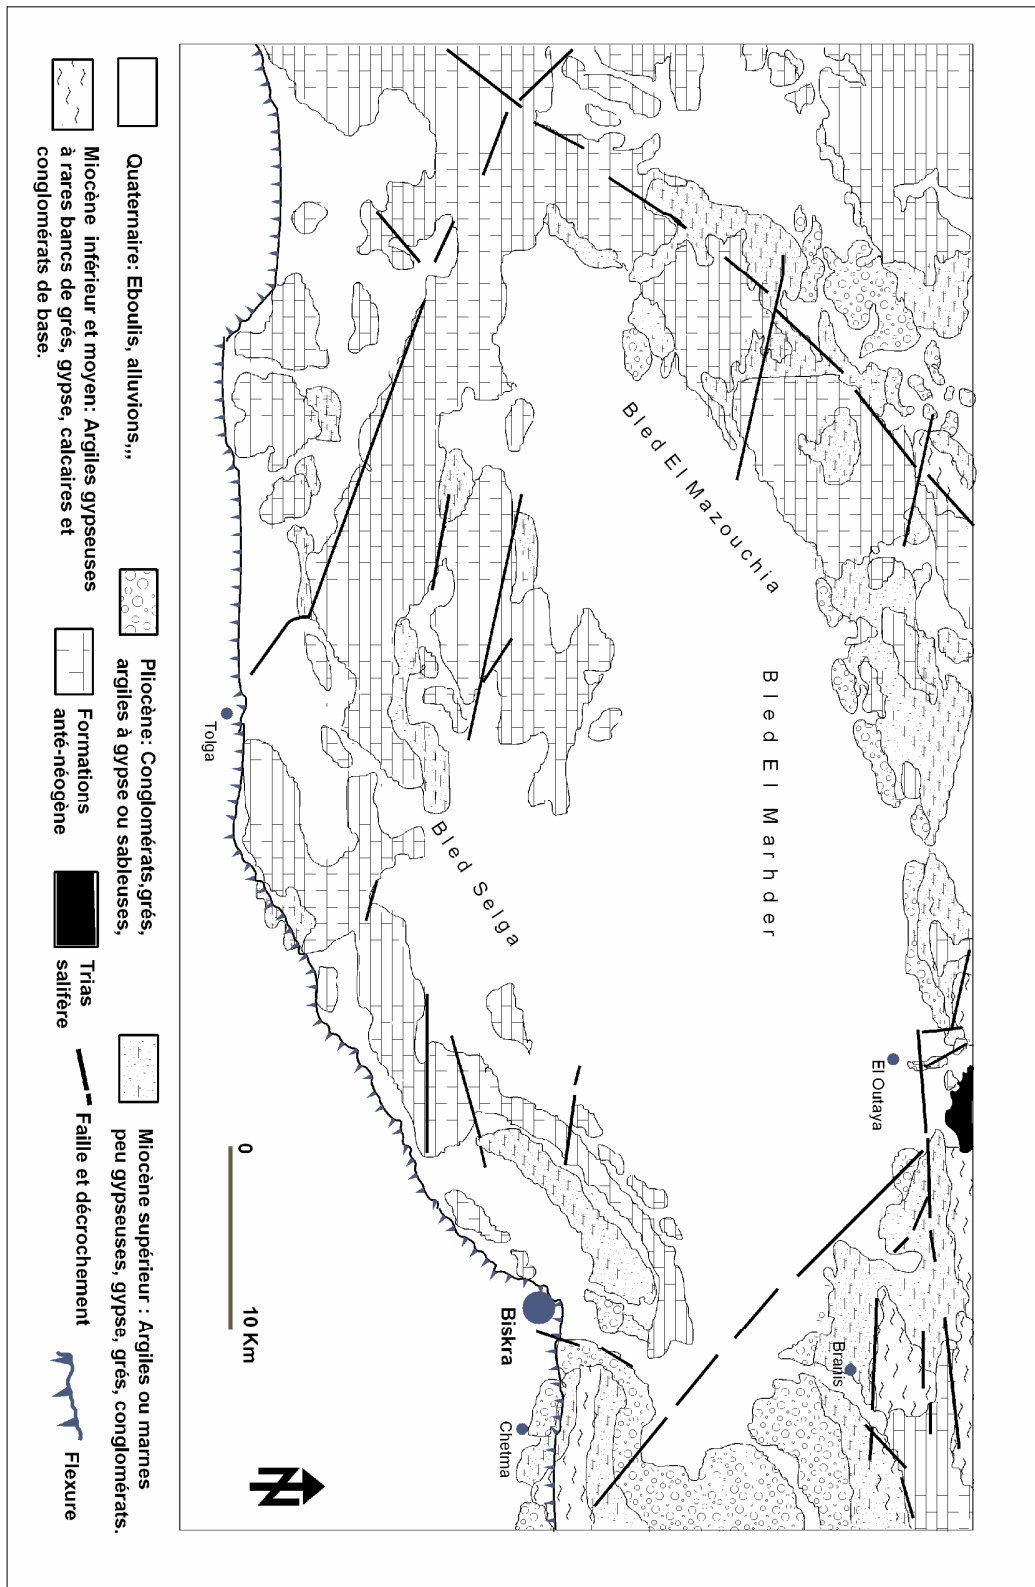 Bled El Mazouchia
Bled El Marhder
Bled Selga
El Outaya
Branis
Tolga
Biskra
Chetma
N
0 10 Km
Quaternaire: Eboulis, alluvions,,,
Pliocène: Conglomérats,grés,
argiles à gypse ou sableuses,
Miocène supérieur : Argiles ou marnes
peu gypseuses, gypse, grés, conglomérats.
Miocène inférieur et moyen: Argiles gypseuses
à rares bancs de grés, gypse, calcaires et
conglomérats de base.
Formations
anté-néogène
Trias
salifère
Faille et décrochement
Flexure